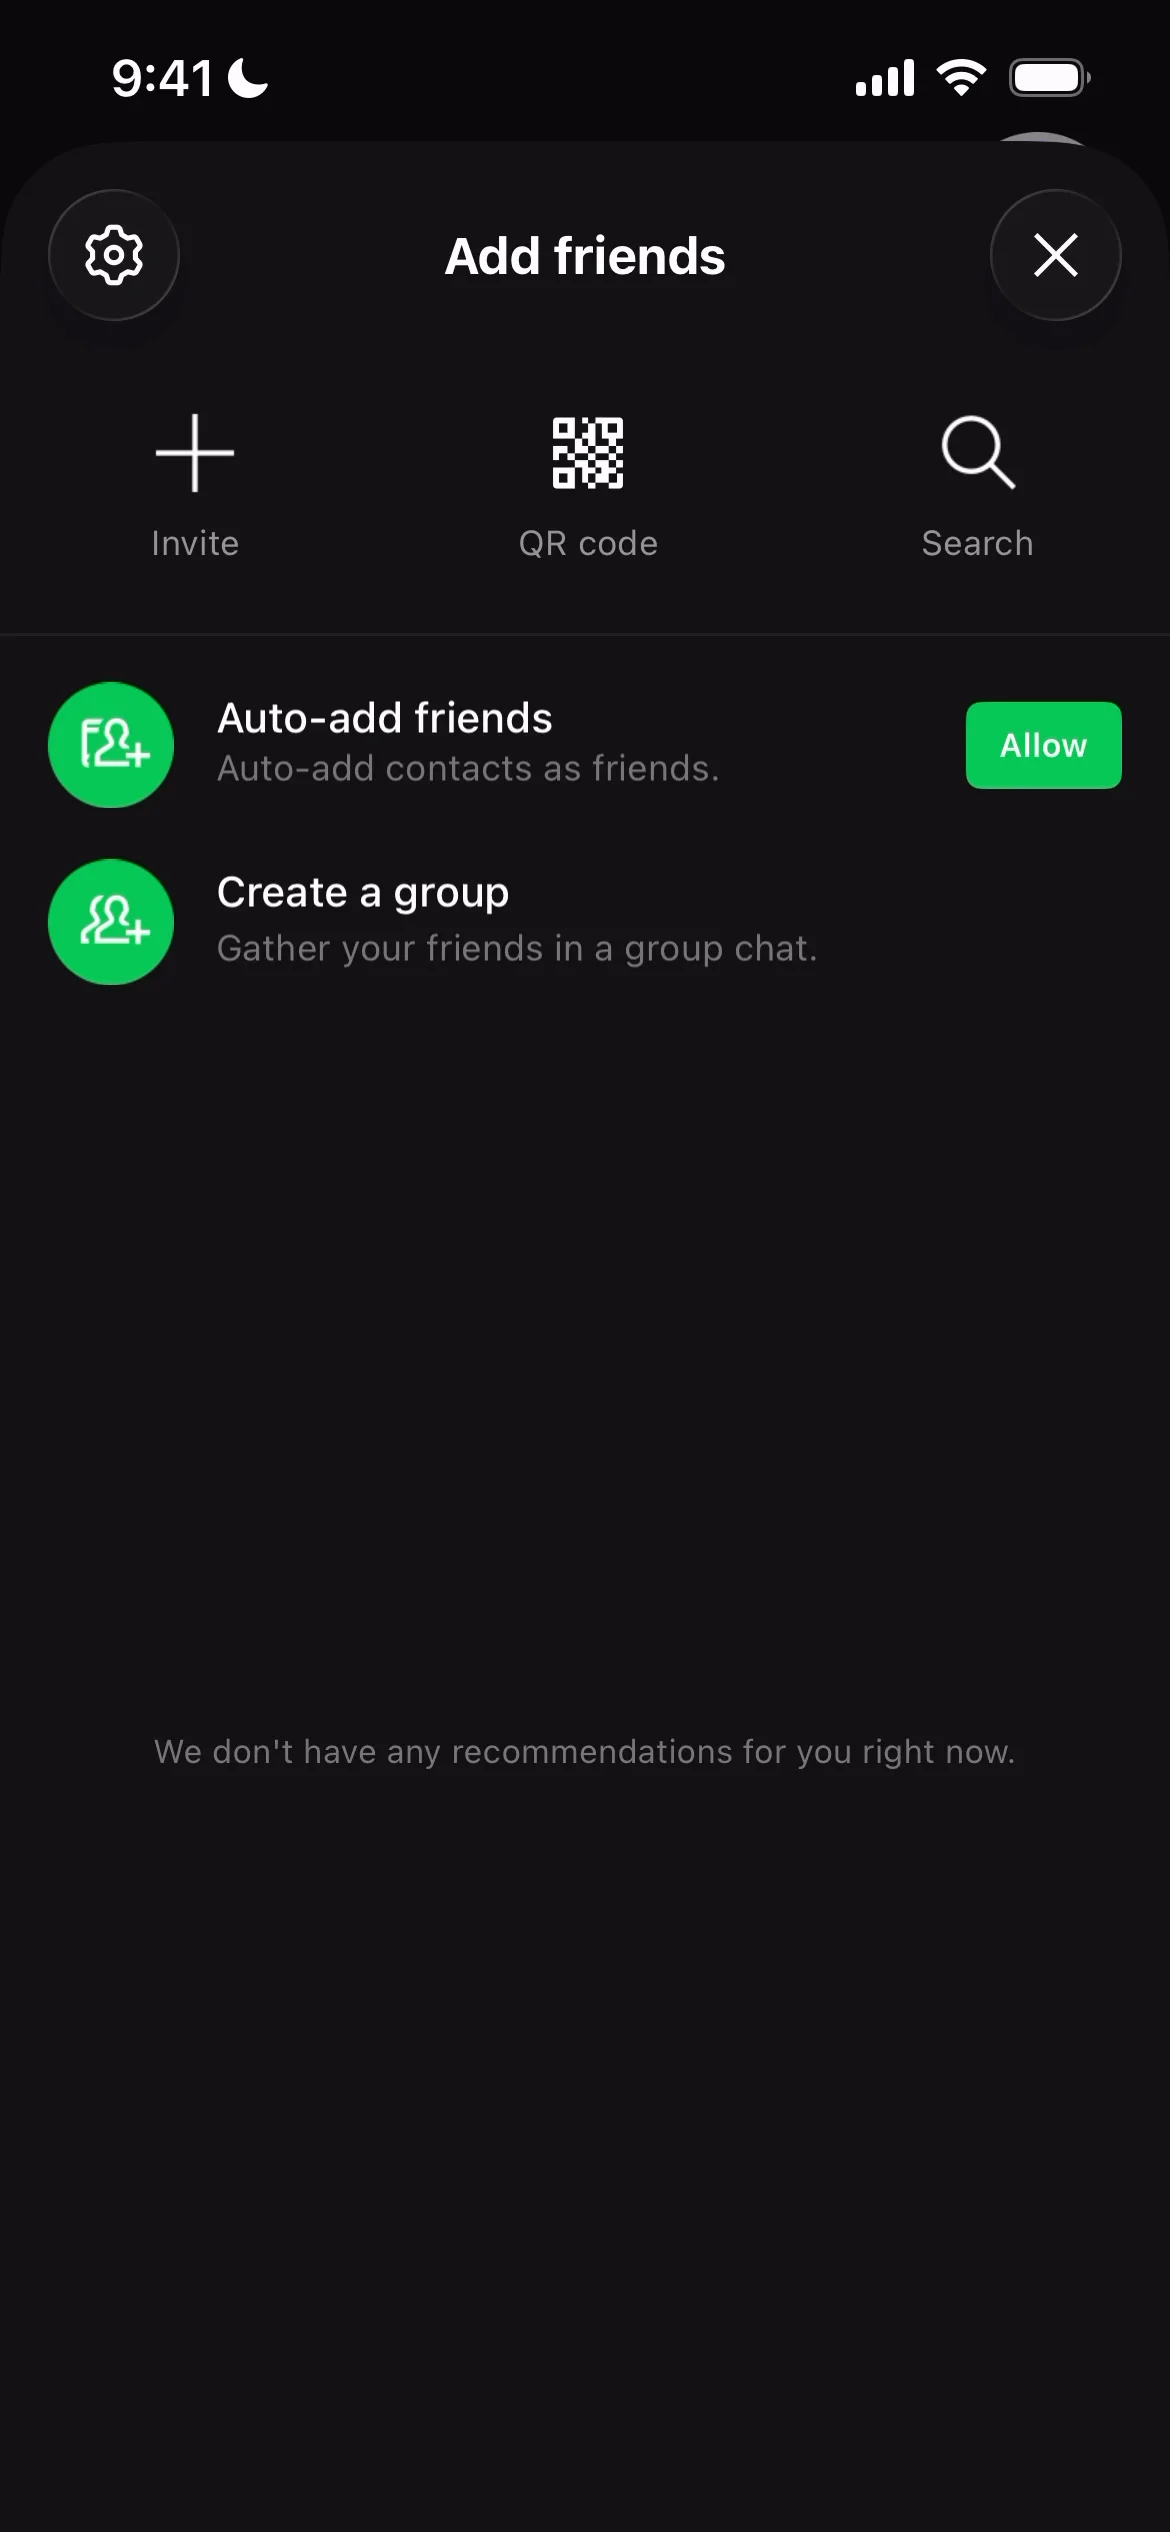 9:41
Add friends
Invite
QR code
Search
Auto-add friends
Auto-add contacts as friends.
Allow
Create a group
Gather your friends in a group chat.
We don't have any recommendations for you right now.